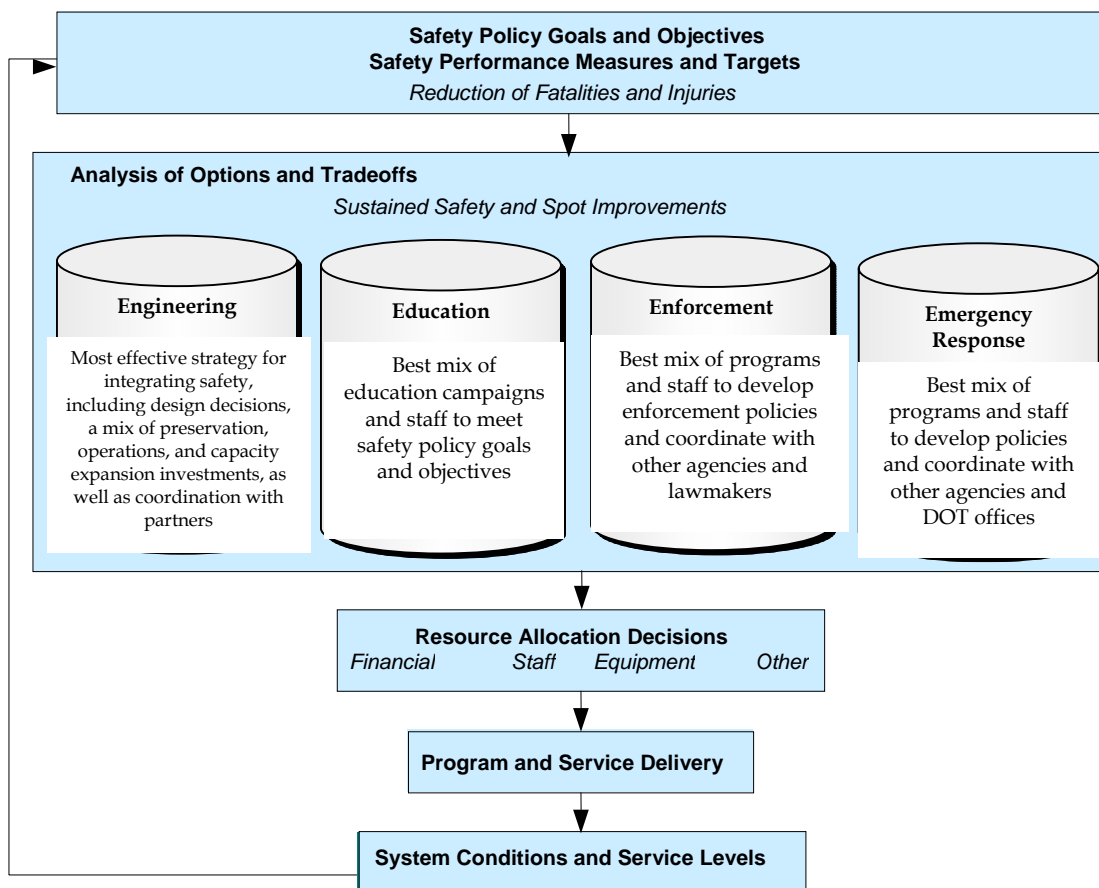 Safety Policy Goals and Objectives
Safety Performance Measures and Targets
Reduction of Fatalities and Injuries
Analysis of Options and Tradeoffs
Sustained Safety and Spot Improvements
Engineering
Most effective strategy for
integrating safety,
including design decisions,
a mix of preservation,
operations, and capacity
expansion investments, as
well as coordination with
partners
Education
Best mix of
education campaigns
and staff to meet
safety policy goals
and objectives
Enforcement
Best mix of programs
and staff to develop
enforcement policies
and coordinate with
other agencies and
lawmakers
Emergency
Response
Best mix of
programs and staff
to develop policies
and coordinate with
other agencies and
DOT offices
Resource Allocation Decisions
Financial Staff Equipment Other
Program and Service Delivery
System Conditions and Service Levels